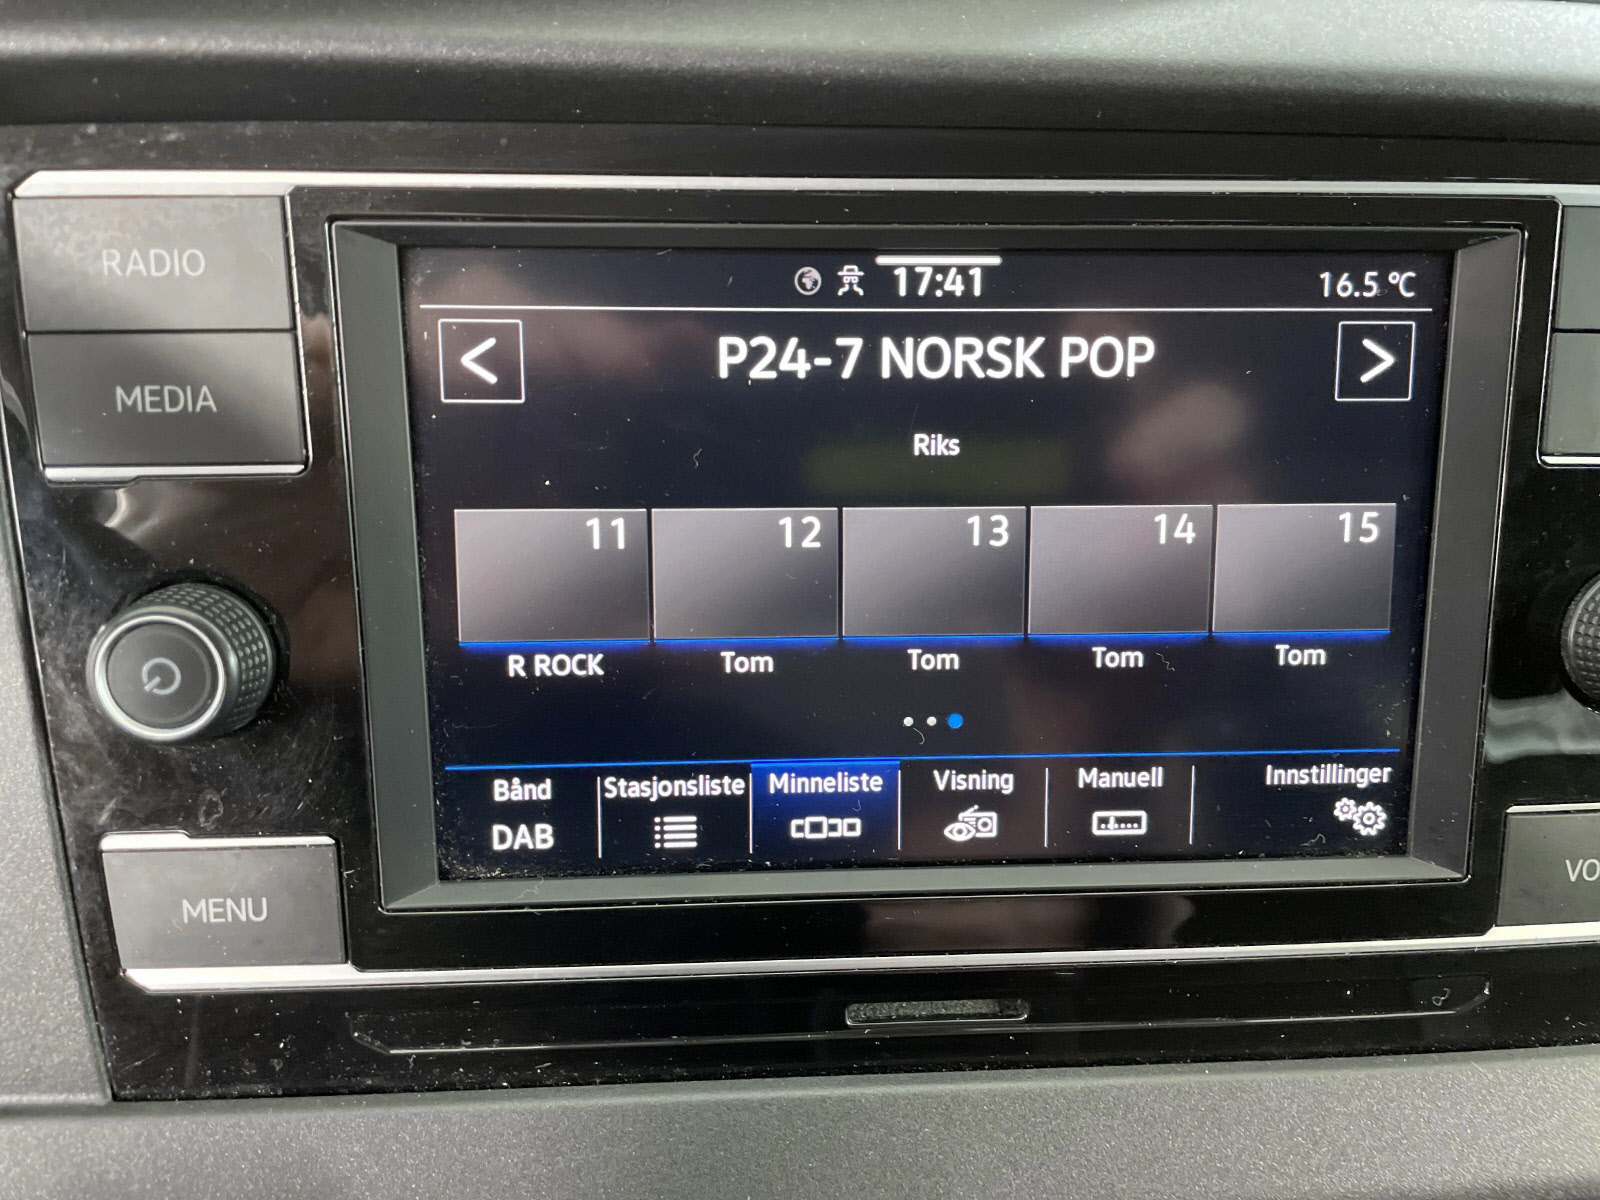 RADIO
MEDIA
MENU
17:41
16.5 °C
< P24-7 NORSK POP >
Riks
11 12 13 14 15
R ROCK Tom Tom Tom Tom
Bånd Stasjonsliste Minneliste Visning Manuell Innstillinger
DAB
VO